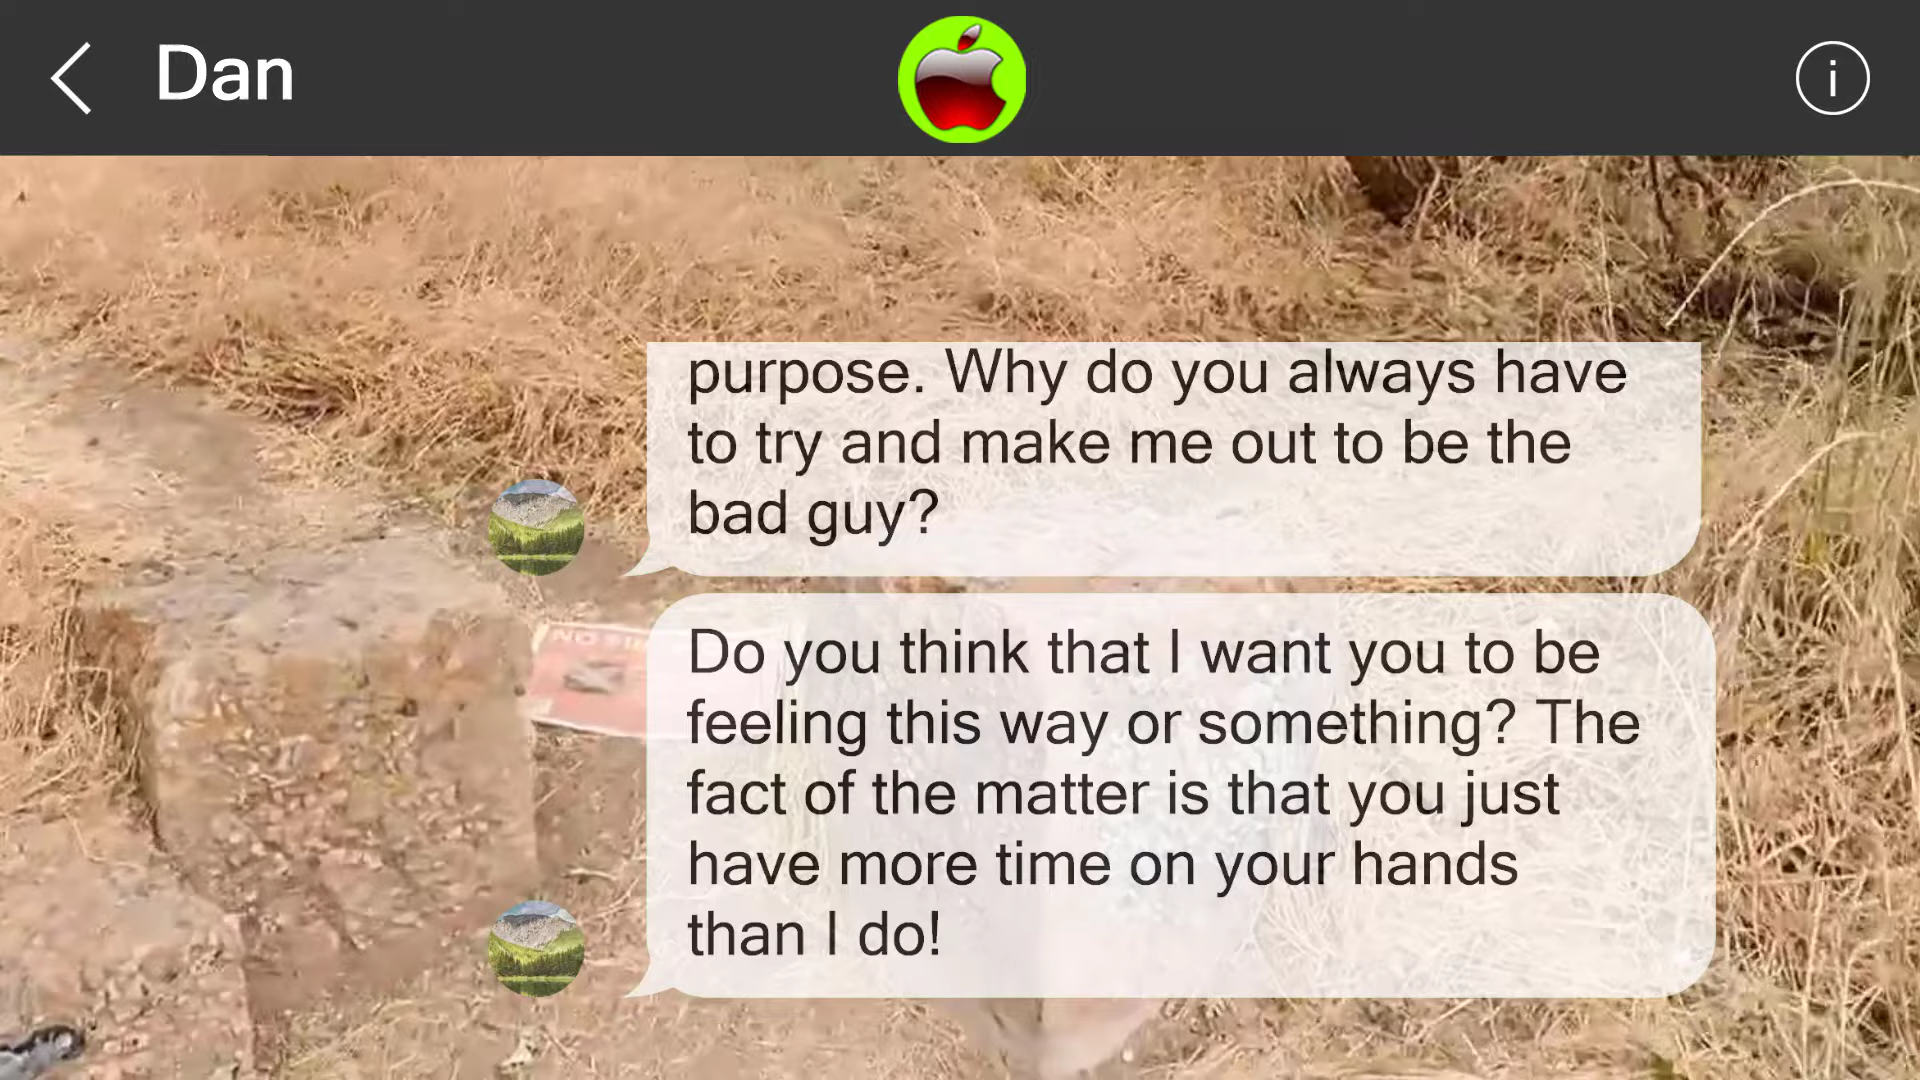 Dan
i
purpose. Why do you always have
to try and make me out to be the
bad guy?
NO
Do you think that I want you to be
feeling this way or something? The
fact of the matter is that you just
have more time on your hands
than I do!